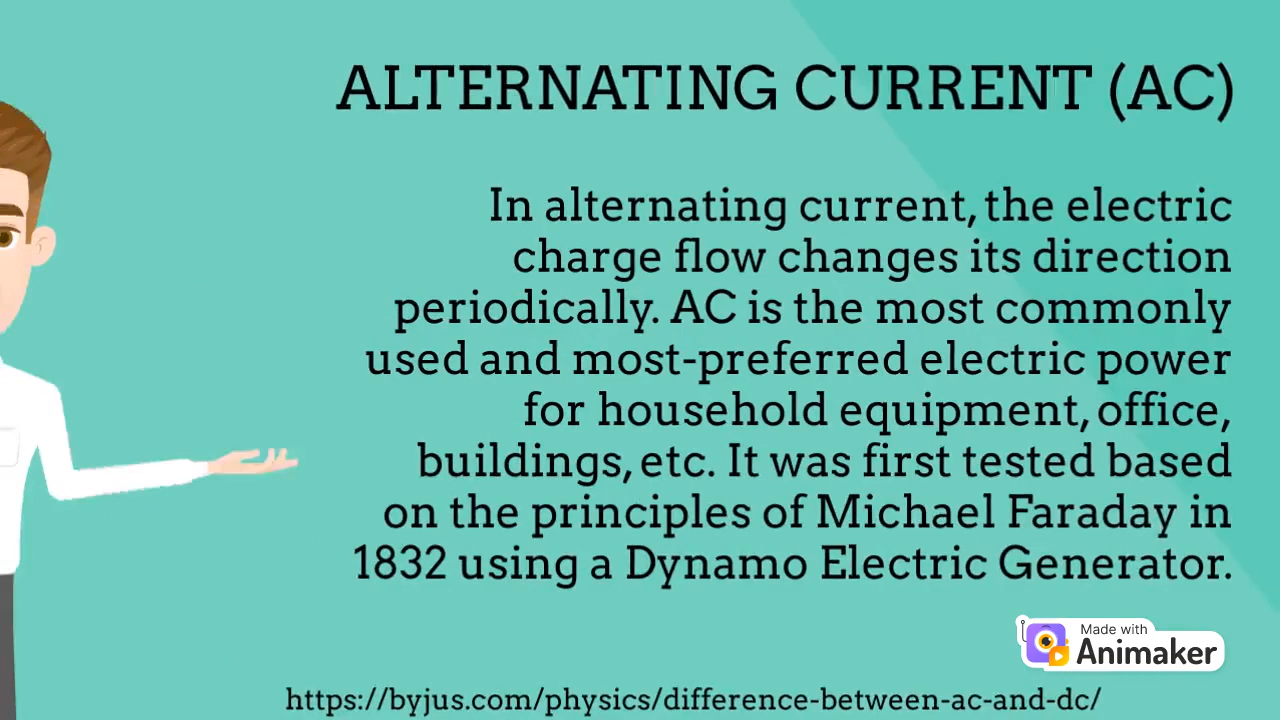 ALTERNATING CURRENT (AC)
In alternating current, the electric
charge flow changes its direction
periodically. AC is the most commonly
used and most-preferred electric power
for household equipment, office,
buildings, etc. It was first tested based
on the principles of Michael Faraday in
1832 using a Dynamo Electric Generator.
Made with
Animaker
https://byjus.com/physics/difference-between-ac-and-dc/